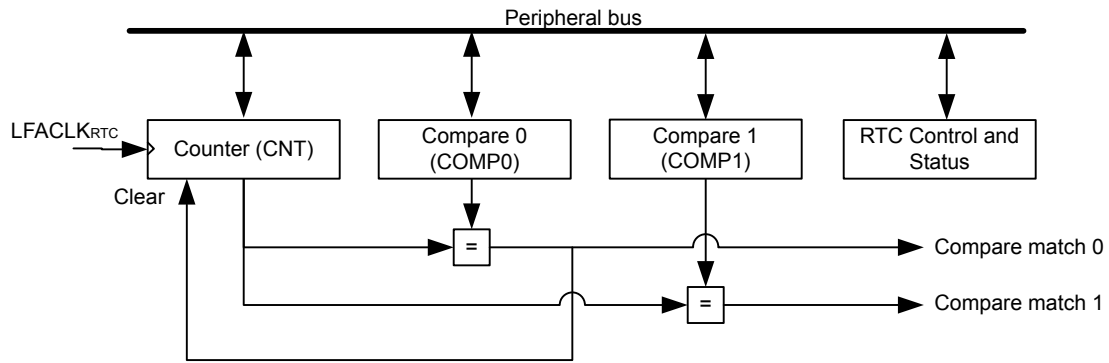 Peripheral bus
LFACLKRTC
Counter (CNT)
Compare 0
(COMP0)
Compare 1
(COMP1)
RTC Control and
Status
Clear
=
Compare match 0
=
Compare match 1